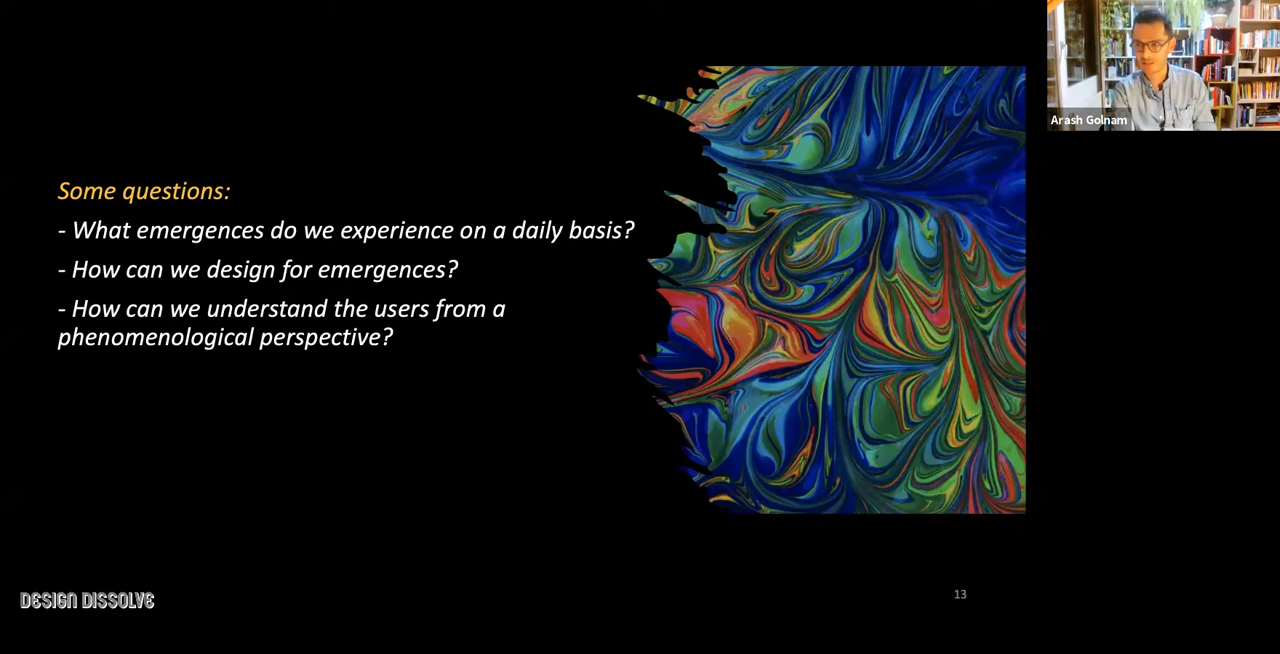 Arash Golnam
Some questions:
- What emergences do we experience on a daily basis?
- How can we design for emergences?
- How can we understand the users from a
phenomenological perspective?
DESIGN DISSOLVE
13